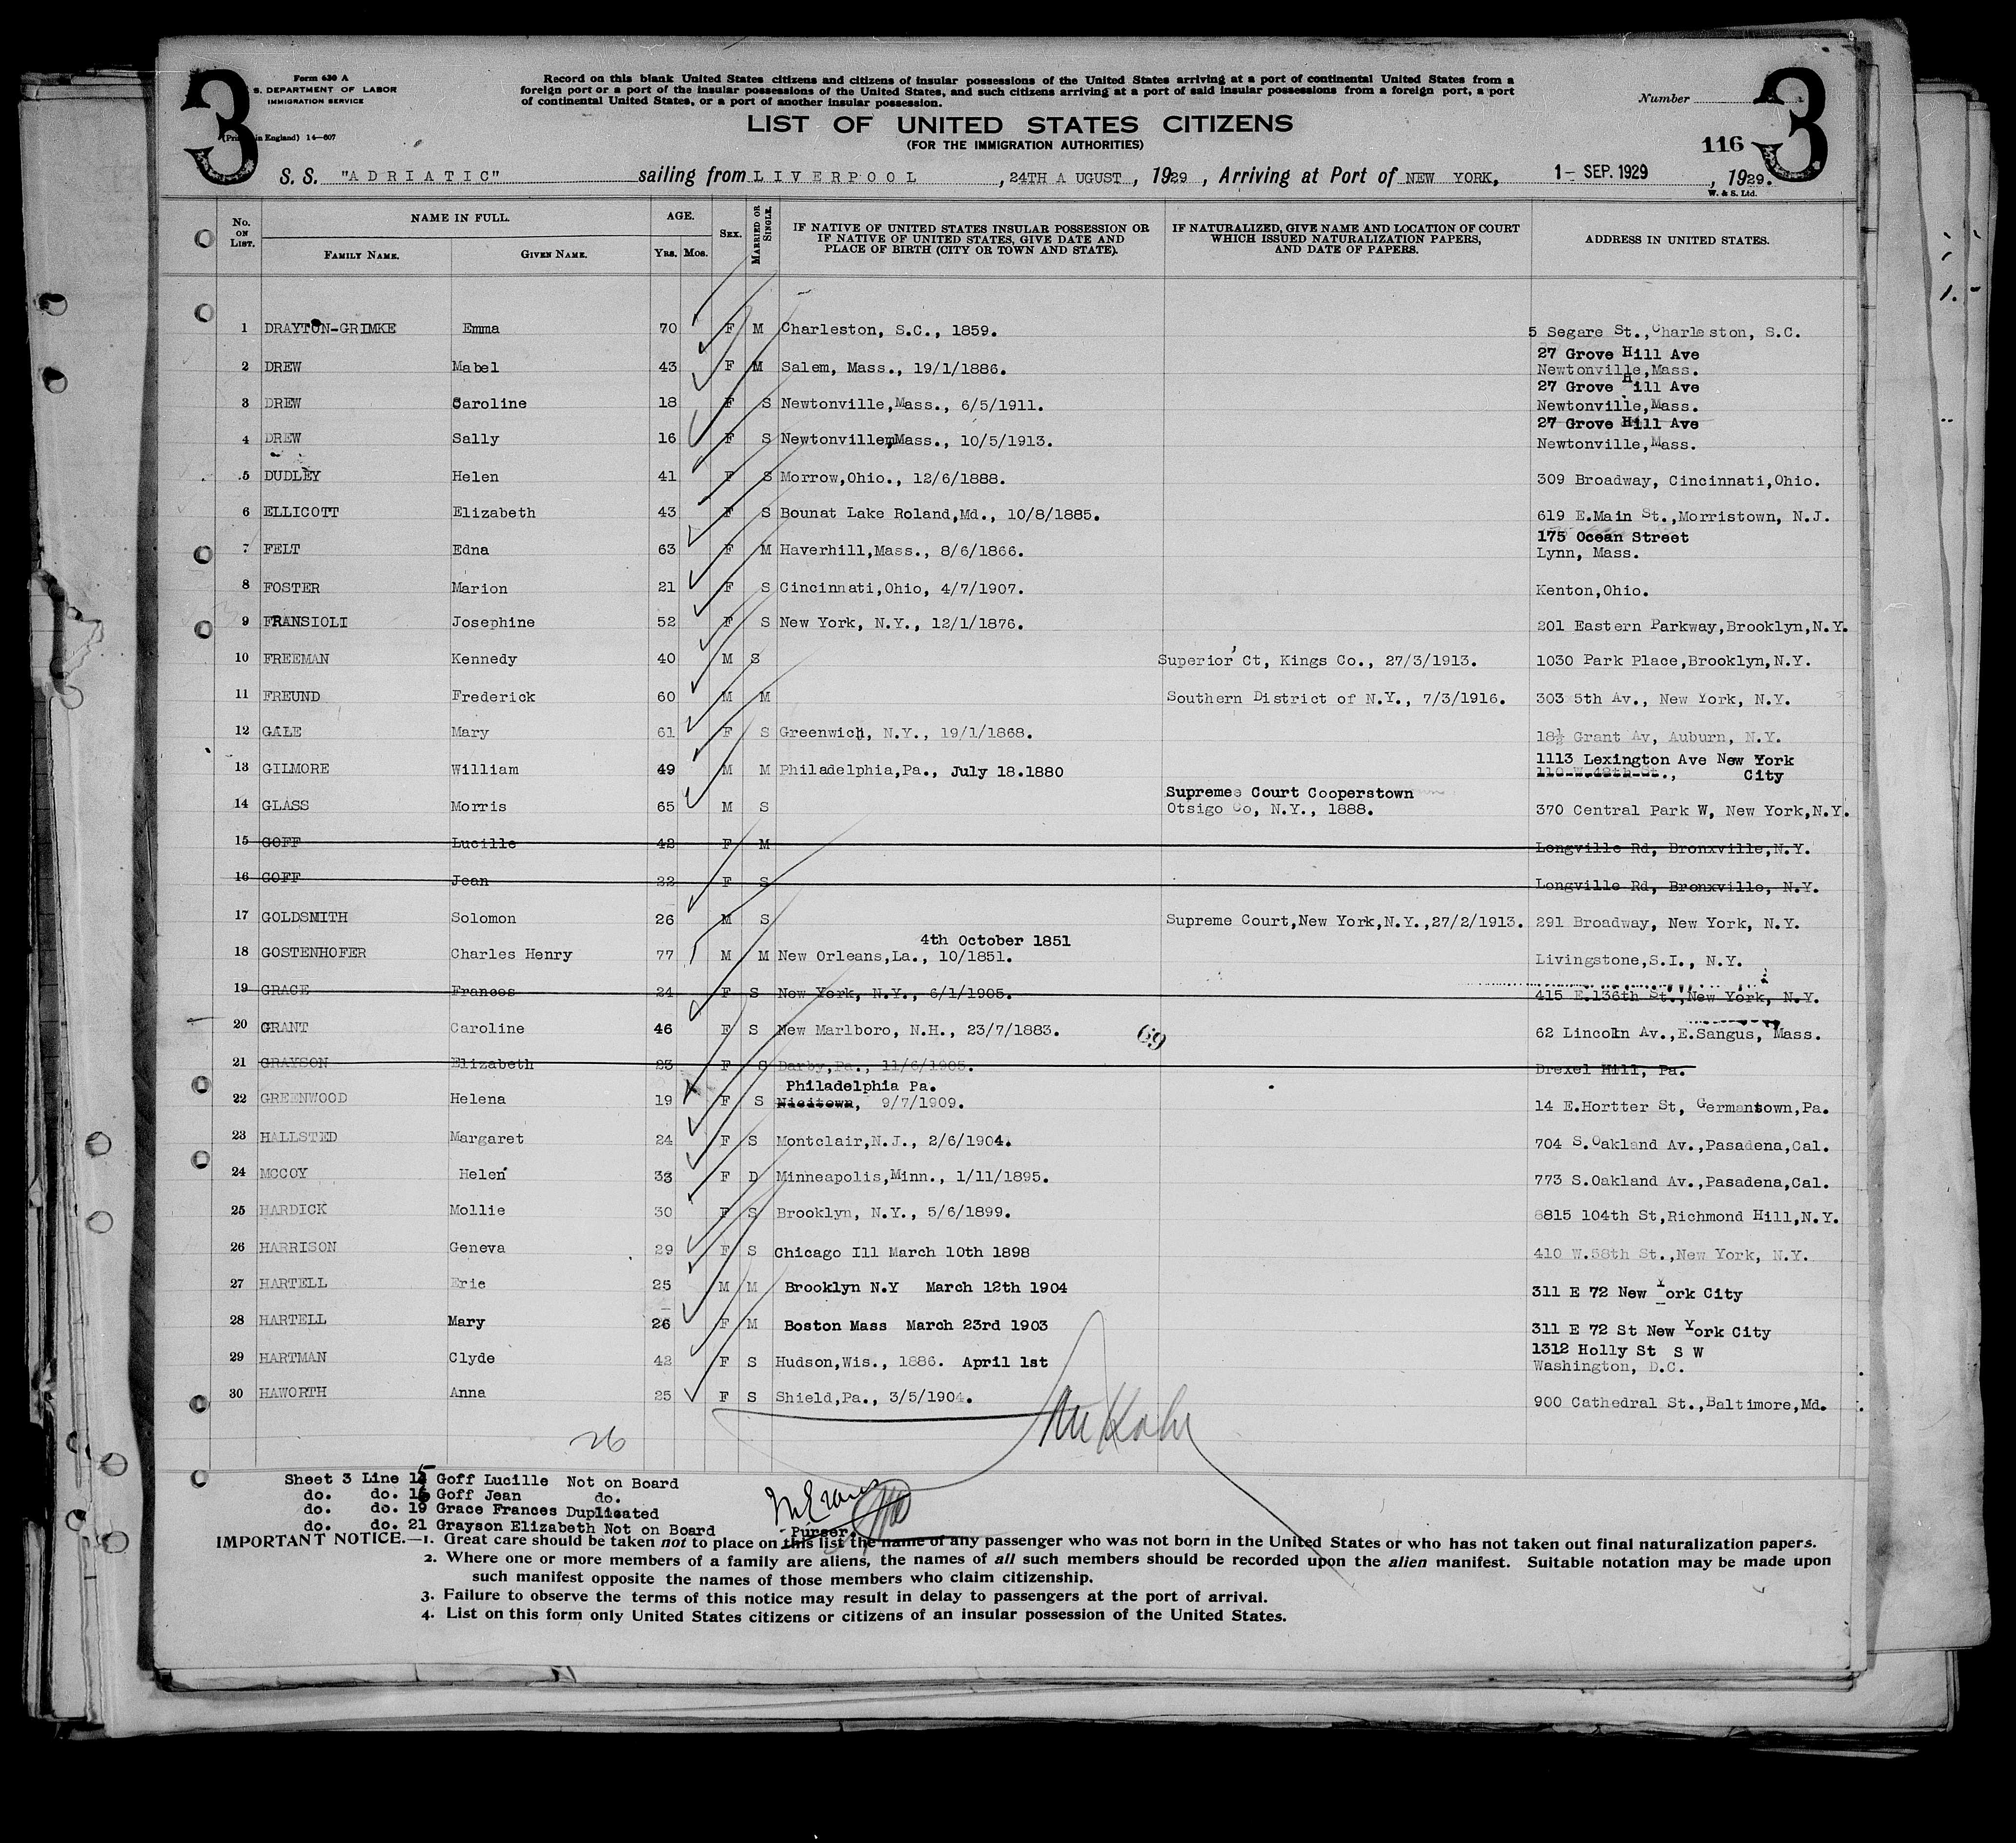 3
Form 630 A
S. DEPARTMENT OF LABOR
IMMIGRATION SERVICE
in England) 14—607
Record on this blank United States citizens and citizens of insular possessions of the United States arriving at a port of continental United States from a
foreign port or a port of the insular possessions of the United States, and such citizens arriving at a port of said insular possessions from a foreign port, a port
of continental United States, or a port of another insular possession.
Number
3
LIST OF UNITED STATES CITIZENS
(FOR THE IMMIGRATION AUTHORITIES)
116
S. S. "ADRIATIC" sailing from LIVERPOOL, 24TH A UGUST, 1929, Arriving at Port of NEW YORK, 1- SEP. 1929, 1929.
W. & S. Ltd.
No. ON LIST. NAME IN FULL. FAMILY NAME. GIVEN NAME. AGE. Yrs. Mos. SEX. MARRIED OR SINGLE. IF NATIVE OF UNITED STATES INSULAR POSSESSION OR IF NATIVE OF UNITED STATES, GIVE DATE AND PLACE OF BIRTH (CITY OR TOWN AND STATE). IF NATURALIZED, GIVE NAME AND LOCATION OF COURT WHICH ISSUED NATURALIZATION PAPERS, AND DATE OF PAPERS. ADDRESS IN UNITED STATES.
1 DRAYTON-GRIMKE Emma 70 F M Charleston, S.C., 1859. 5 Segare St., Charleston, S.C.
27 Grove Hill Ave
2 DREW Mabel 43 F M Salem, Mass., 19/1/1886. Newtonville,Mass.
27 Grove Hill Ave
3 DREW Caroline 18 F S Newtonville,Mass., 6/5/1911. Newtonville,Mass.
27 Grove Hill Ave
4 DREW Sally 16 F S Newtonville,Mass., 10/5/1913. Newtonville,Mass.
5 DUDLEY Helen 41 F S Morrow,Ohio., 12/6/1888. 309 Broadway, Cincinnati,Ohio.
6 ELLICOTT Elizabeth 43 F S Bounat Lake Roland,Md., 10/8/1885. 619 E.Main St.,Morristown, N.J.
175 Ocean Street
7 FELT Edna 63 F M Haverhill,Mass., 8/6/1866. Lynn, Mass.
8 FOSTER Marion 21 F S Cincinnati,Ohio, 4/7/1907. Kenton,Ohio.
9 FRANSIOLI Josephine 52 F S New York, N.Y., 12/1/1876. 201 Eastern Parkway,Brooklyn,N.Y.
10 FREEMAN Kennedy 40 M S Superior Ct, Kings Co., 27/3/1913. 1030 Park Place,Brooklyn,N.Y.
11 FREUND Frederick 60 M M Southern District of N.Y., 7/3/1916. 303 5th Av., New York, N.Y.
12 GALE Mary 61 F S Greenwich, N.Y., 19/1/1868. 18½ Grant Av, Auburn, N.Y.
1113 Lexington Ave New York
13 GILMORE William 49 M M Philadelphia,Pa., July 18.1880 110 W.48th St., City
Supreme Court Cooperstown
14 GLASS Morris 65 M S Otsigo Co, N.Y., 1888. 370 Central Park W, New York,N.Y.
15 GOFF Lucille 42 F M Longville Rd, Bronxville,N.Y.
16 GOFF Jean 22 F S Longville Rd, Bronxville, N.Y.
17 GOLDSMITH Solomon 26 M S Supreme Court,New York,N.Y.,27/2/1913. 291 Broadway, New York, N.Y.
4th October 1851
18 GOSTENHOFER Charles Henry 77 M M New Orleans,La., 10/1851. Livingstone,S.I., N.Y.
19 GRACE Frances 24 F S New York, N.Y., 6/1/1905. 415 E.136th St.,New York, N.Y.
20 GRANT Caroline 46 F S New Marlboro, N.H., 23/7/1883. 69 62 Lincoln Av.,E.Sangus, Mass.
21 GRAYSON Elizabeth 23 F S Darby,Pa., 11/6/1905. Drexel Hill, Pa.
Philadelphia Pa.
22 GREENWOOD Helena 19 F S Nicitown, 9/7/1909. 14 E.Hortter St, Germantown,Pa.
23 HALLSTED Margaret 24 F S Montclair,N.J., 2/6/1904. 704 S.Oakland Av.,Pasadena,Cal.
24 MCCOY Helen 33 F D Minneapolis,Minn., 1/11/1895. 773 S.Oakland Av.,Pasadena,Cal.
25 HARDICK Mollie 30 F S Brooklyn, N.Y., 5/6/1899. 8815 104th St,Richmond Hill,N.Y.
26 HARRISON Geneva 29 F S Chicago Ill March 10th 1898 410 W.58th St.,New York, N.Y.
27 HARTELL Eric 25 M M Brooklyn N.Y March 12th 1904 311 E 72 New York City
28 HARTELL Mary 26 F M Boston Mass March 23rd 1903 311 E 72 St New York City
1312 Holly St S W
29 HARTMAN Clyde 42 F S Hudson,Wis., 1886. April 1st Washington, D.C.
30 HAWORTH Anna 25 F S Shield,Pa., 3/5/1904. 900 Cathedral St.,Baltimore,Md.
26
Sheet 3 Line 15 Goff Lucille Not on Board
do. do. 16 Goff Jean do.
do. do. 19 Grace Frances Duplicated
do. do. 21 Grayson Elizabeth Not on Board
Purser.
IMPORTANT NOTICE.—1. Great care should be taken not to place on this list the name of any passenger who was not born in the United States or who has not taken out final naturalization papers.
2. Where one or more members of a family are aliens, the names of all such members should be recorded upon the alien manifest. Suitable notation may be made upon
such manifest opposite the names of those members who claim citizenship.
3. Failure to observe the terms of this notice may result in delay to passengers at the port of arrival.
4. List on this form only United States citizens or citizens of an insular possession of the United States.